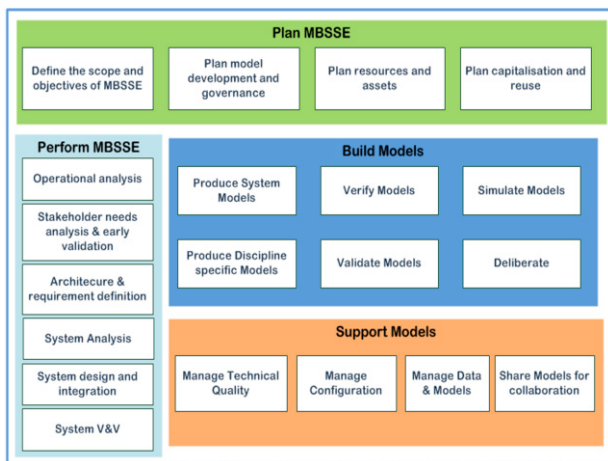 Plan MBSSE
Define the scope and
objectives of MBSSE
Plan model
development and
governance
Plan resources and
assets
Plan capitalisation and
reuse
Perform MBSSE
Operational analysis
Stakeholder needs
analysis & early
validation
Architecure &
requirement definition
System Analysis
System design and
integration
System V&V
Build Models
Produce System
Models
Verify Models
Simulate Models
Produce Discipline
specific Models
Validate Models
Deliberate
Support Models
Manage Technical
Quality
Manage
Configuration
Manage Data
& Models
Share Models for
collaboration